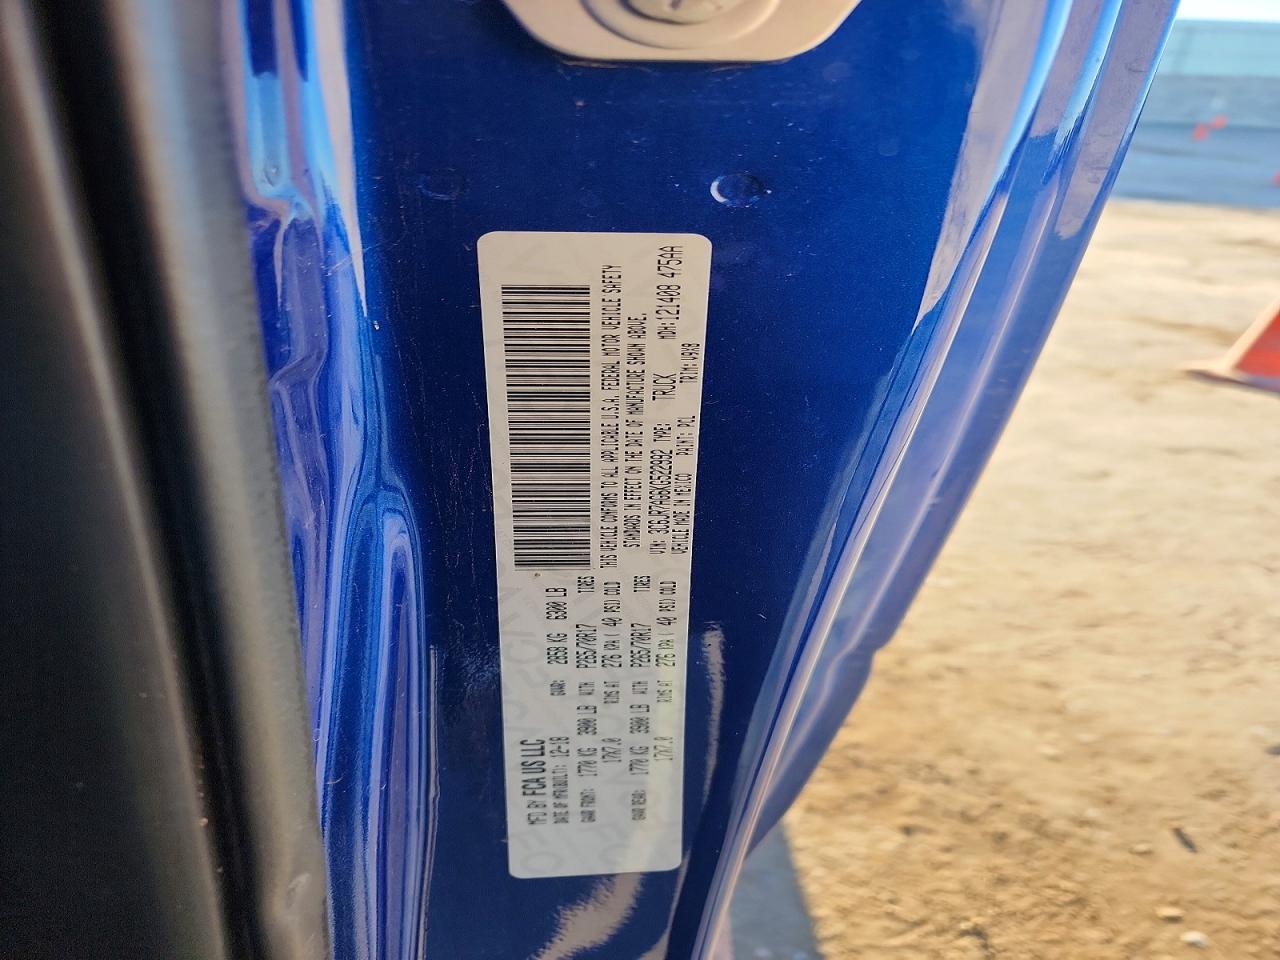 MFD BY FCA US LLC
DATE OF MFR(BUILT): 12-18 GVWR: 2858 KG 6300 LB
GAWR FRONT: 1770 KG 3900 LB WITH P265/70R17 TIRES
17X7.0 RIMS AT 276 KPA( 40 PSI) COLD
GAWR REAR: 1770 KG 3900 LB WITH P265/70R17 TIRES
17X7.0 RIMS AT 276 KPA( 40 PSI) COLD
THIS VEHICLE CONFORMS TO ALL APPLICABLE U.S.A. FEDERAL MOTOR VEHICLE SAFETY
STANDARDS IN EFFECT ON THE DATE OF MANUFACTURE SHOWN ABOVE.
VIN: 3C6JR7AG8KG522992 TYPE: TRUCK MDH: 121408 475AA
VEHICLE MADE IN MEXICO PAINT: PCL TRIM: V9X8